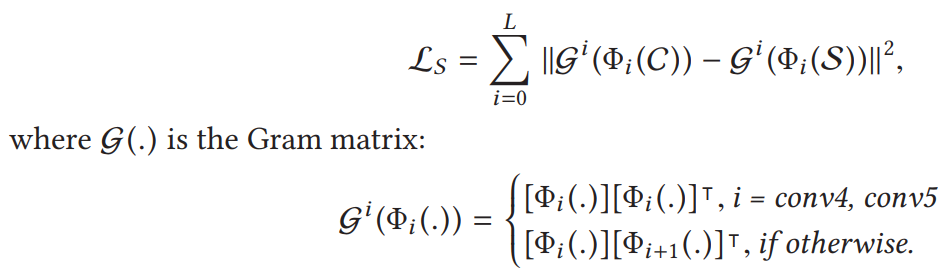 ℒ_S = ∑_{i=0}^{L} ||𝒢^i(Φ_i(C)) − 𝒢^i(Φ_i(S))||^2,
where 𝒢(.) is the Gram matrix:
𝒢^i(Φ_i(.)) = { [Φ_i(.)][Φ_i(.)]^⊤, i = conv4, conv5
[Φ_i(.)][Φ_{i+1}(.)]^⊤, if otherwise.